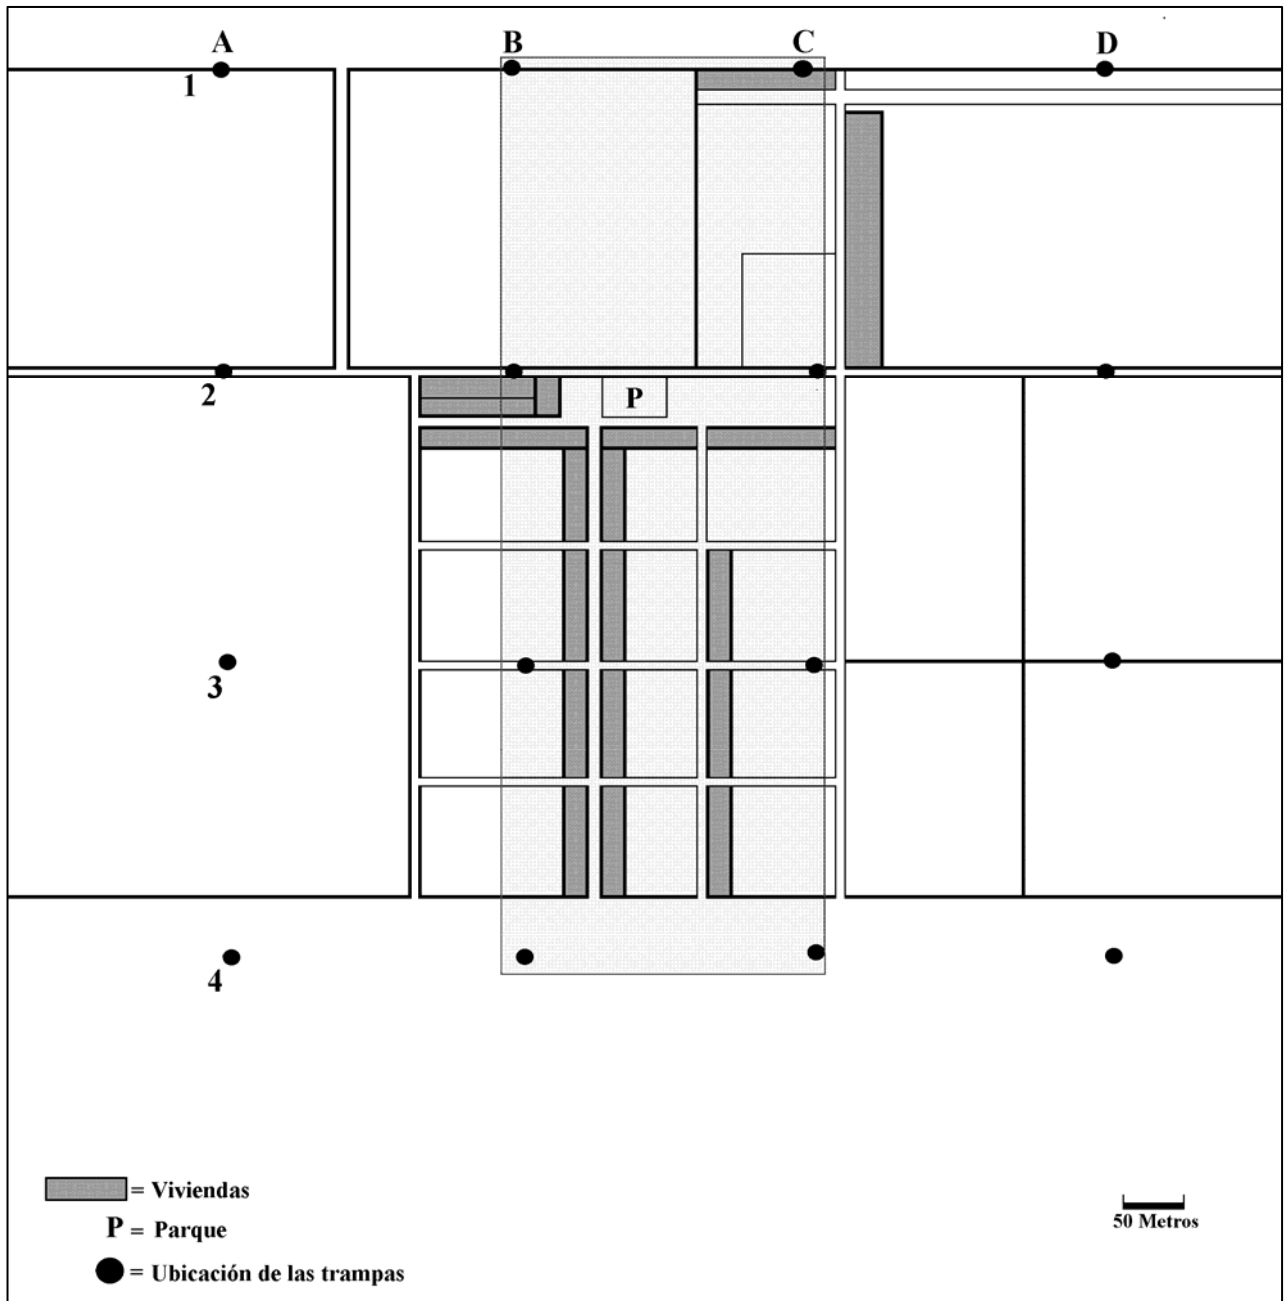 A B C D
1
2
P
3
4
= Viviendas
P = Parque
= Ubicación de las trampas
50 Metros